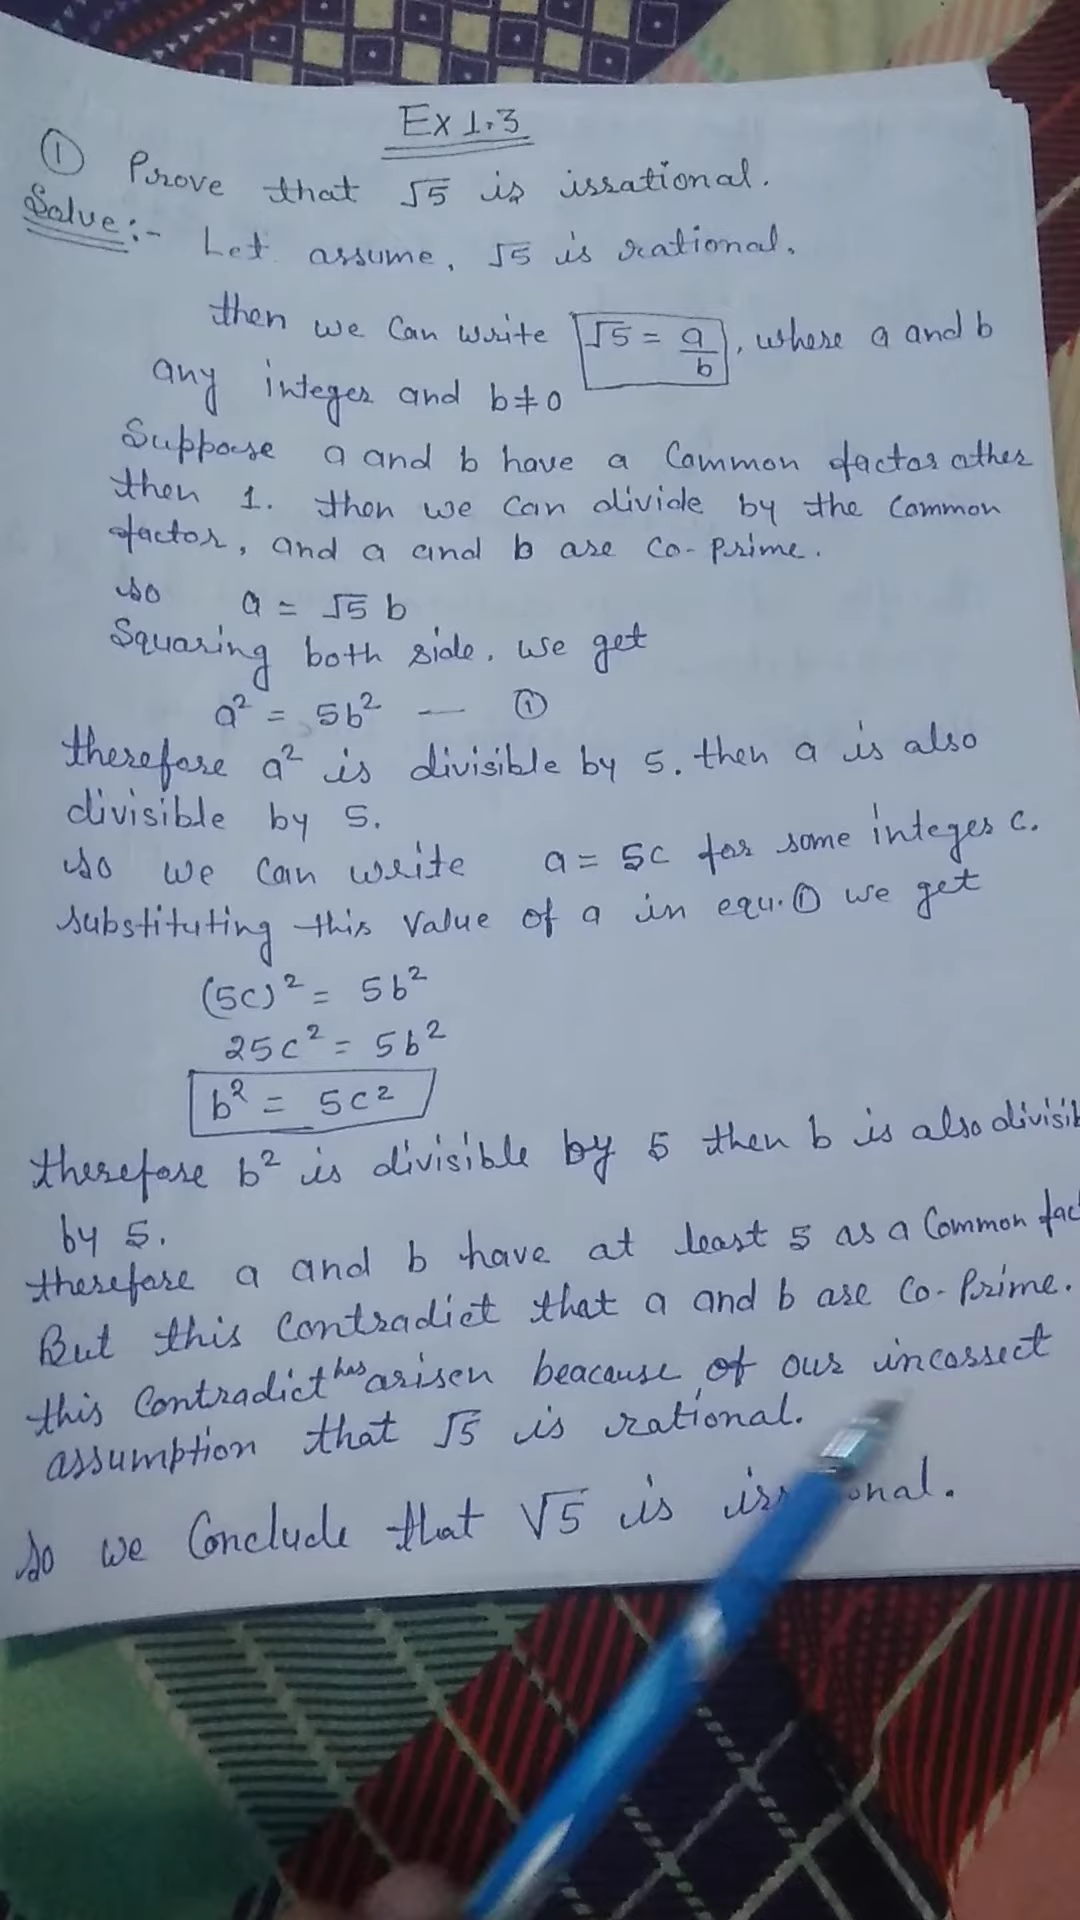 Ex 1.3
① Prove that √5 is irrational.
Solve:- Let assume, √5 is rational.
then we can write √5 = a/b, where a and b
any integer and b≠0
Suppose a and b have a common factor other
then 1. then we can divide by the common
factor, and a and b are co-prime.
so a = √5 b
Squaring both side, we get
a² = 5b² — ①
therefore a² is divisible by 5. then a is also
divisible by 5.
so we can write a = 5c for some integer c.
substituting this value of a in equ.① we get
(5c)² = 5b²
25c² = 5b²
b² = 5c²
therefore b² is divisible by 5 then b is also divisib
by 5.
therefore a and b have at least 5 as a common fac
But this contradict that a and b are co-prime.
this contradict has arisen beacause of our incorrect
assumption that √5 is rational.
so we conclude that √5 is irr onal.